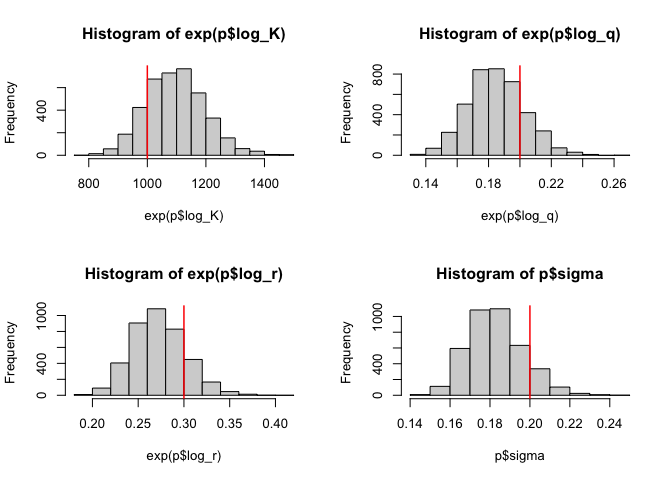 Histogram of exp(p$log_K)
Frequency
0 400
800 1000 1200 1400
exp(p$log_K)
Histogram of exp(p$log_q)
Frequency
0 400 800
0.14 0.18 0.22 0.26
exp(p$log_q)
Histogram of exp(p$log_r)
Frequency
0 400 1000
0.20 0.25 0.30 0.35 0.40
exp(p$log_r)
Histogram of p$sigma
Frequency
0 400 1000
0.14 0.16 0.18 0.20 0.22 0.24
p$sigma